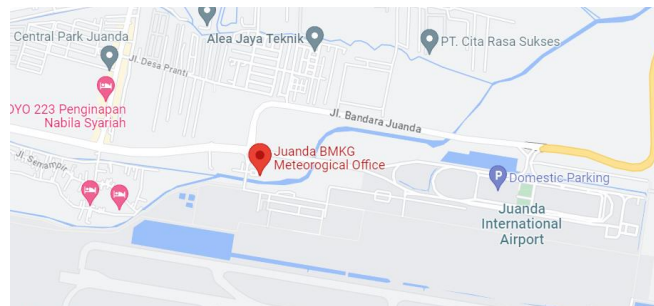 Central Park Juanda
Alea Jaya Teknik
PT. Cita Rasa Sukses
Jl. Desa Pranti
OYO 223 Penginapan
Nabila Syariah
Jl. Bandara Juanda
Jl. Semampir
Juanda BMKG
Meteorogical Office
P
Domestic Parking
Juanda
International
Airport